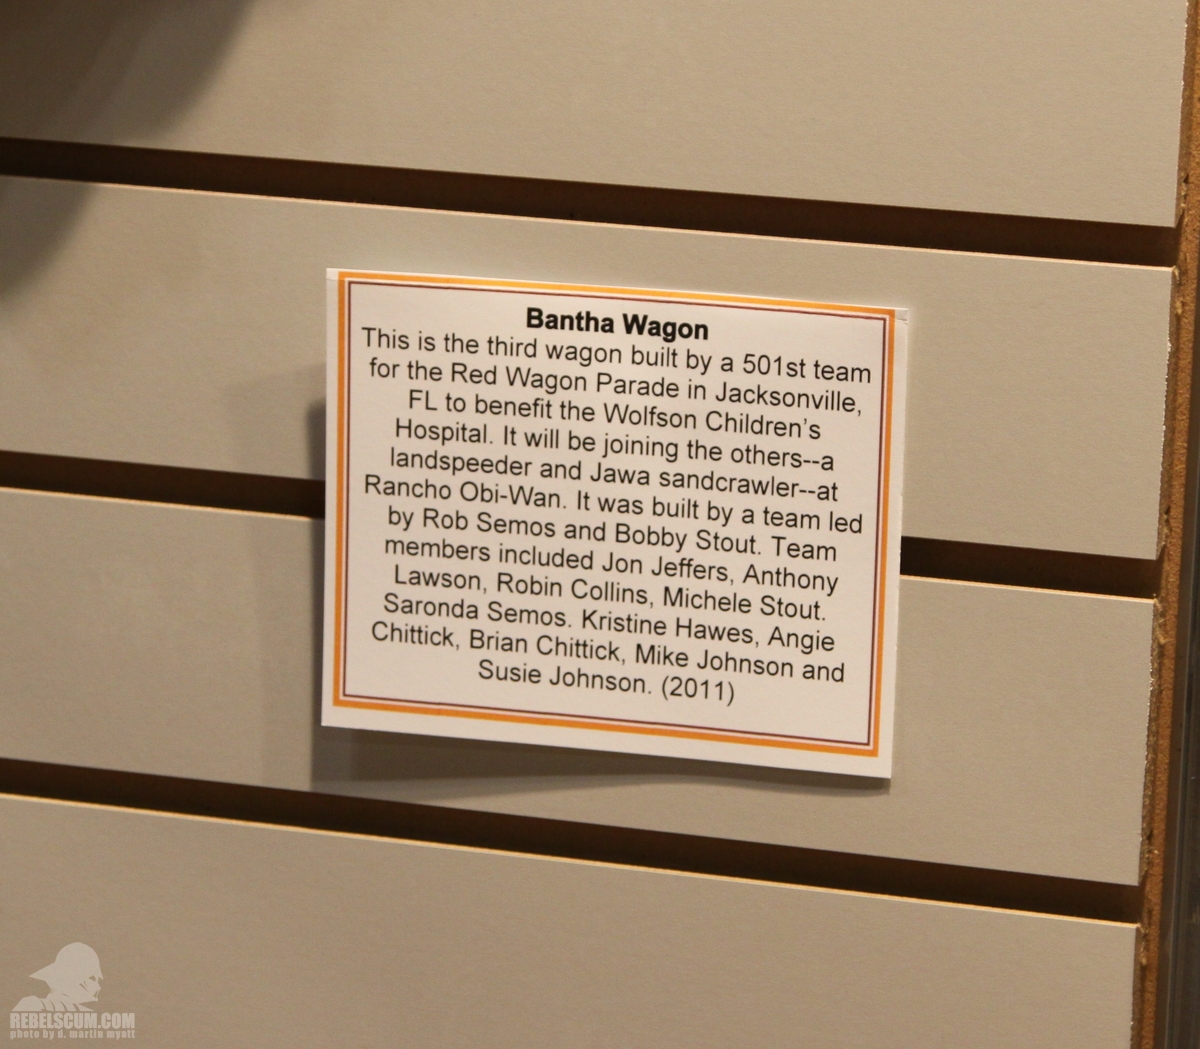 Bantha Wagon
This is the third wagon built by a 501st team
for the Red Wagon Parade in Jacksonville,
FL to benefit the Wolfson Children's
Hospital. It will be joining the others--a
landspeeder and Jawa sandcrawler--at
Rancho Obi-Wan. It was built by a team led
by Rob Semos and Bobby Stout. Team
members included Jon Jeffers, Anthony
Lawson, Robin Collins, Michele Stout.
Saronda Semos. Kristine Hawes, Angie
Chittick, Brian Chittick, Mike Johnson and
Susie Johnson. (2011)
REBELSCUM.COM
photo by d. martin myatt